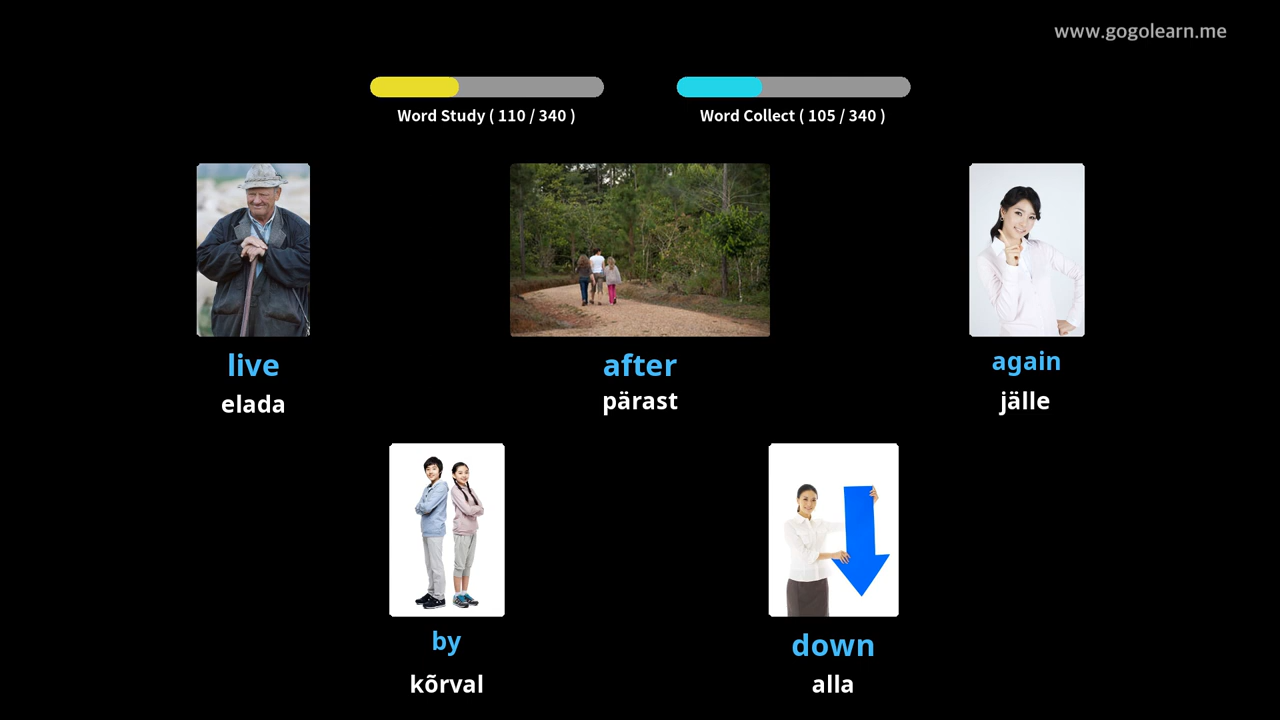 www.gogolearn.me
Word Study ( 110 / 340 )
Word Collect ( 105 / 340 )
live
elada
after
pärast
again
jälle
by
kõrval
down
alla